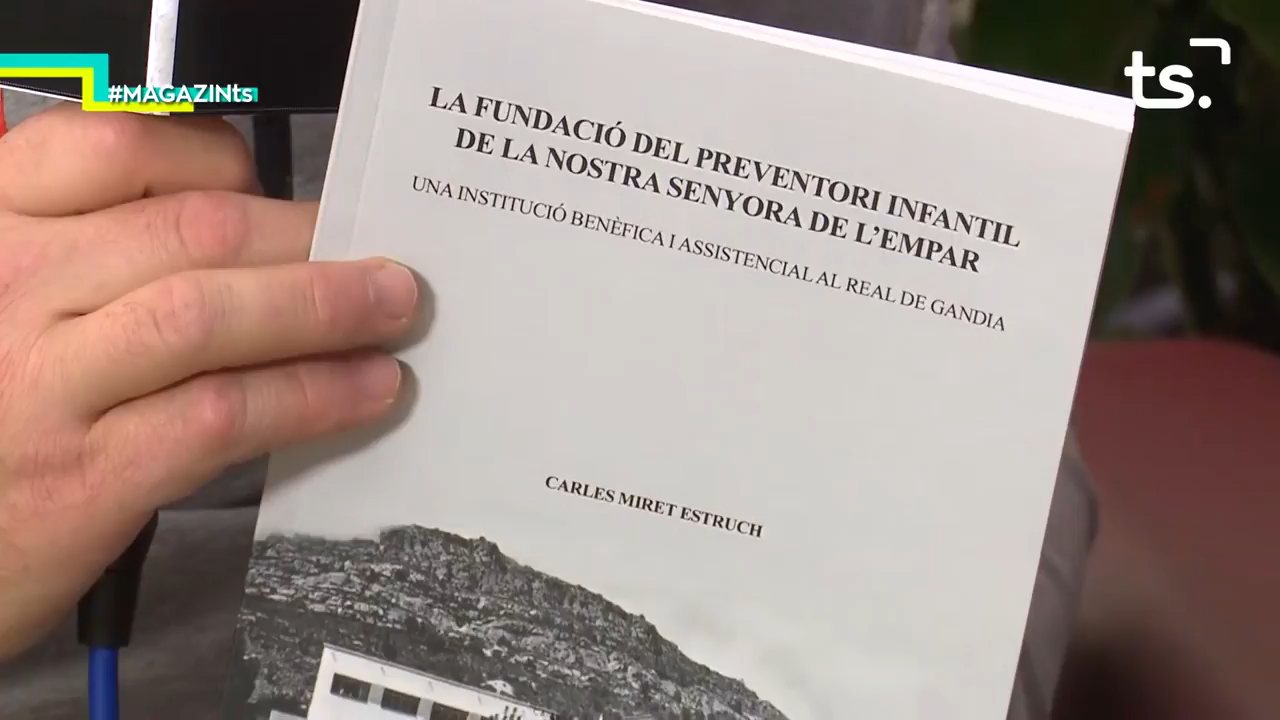 #MAGAZINts
ts.
LA FUNDACIÓ DEL PREVENTORI INFANTIL
DE LA NOSTRA SENYORA DE L'EMPAR
UNA INSTITUCIÓ BENÈFICA I ASSISTENCIAL AL REAL DE GANDIA
CARLES MIRET ESTRUCH